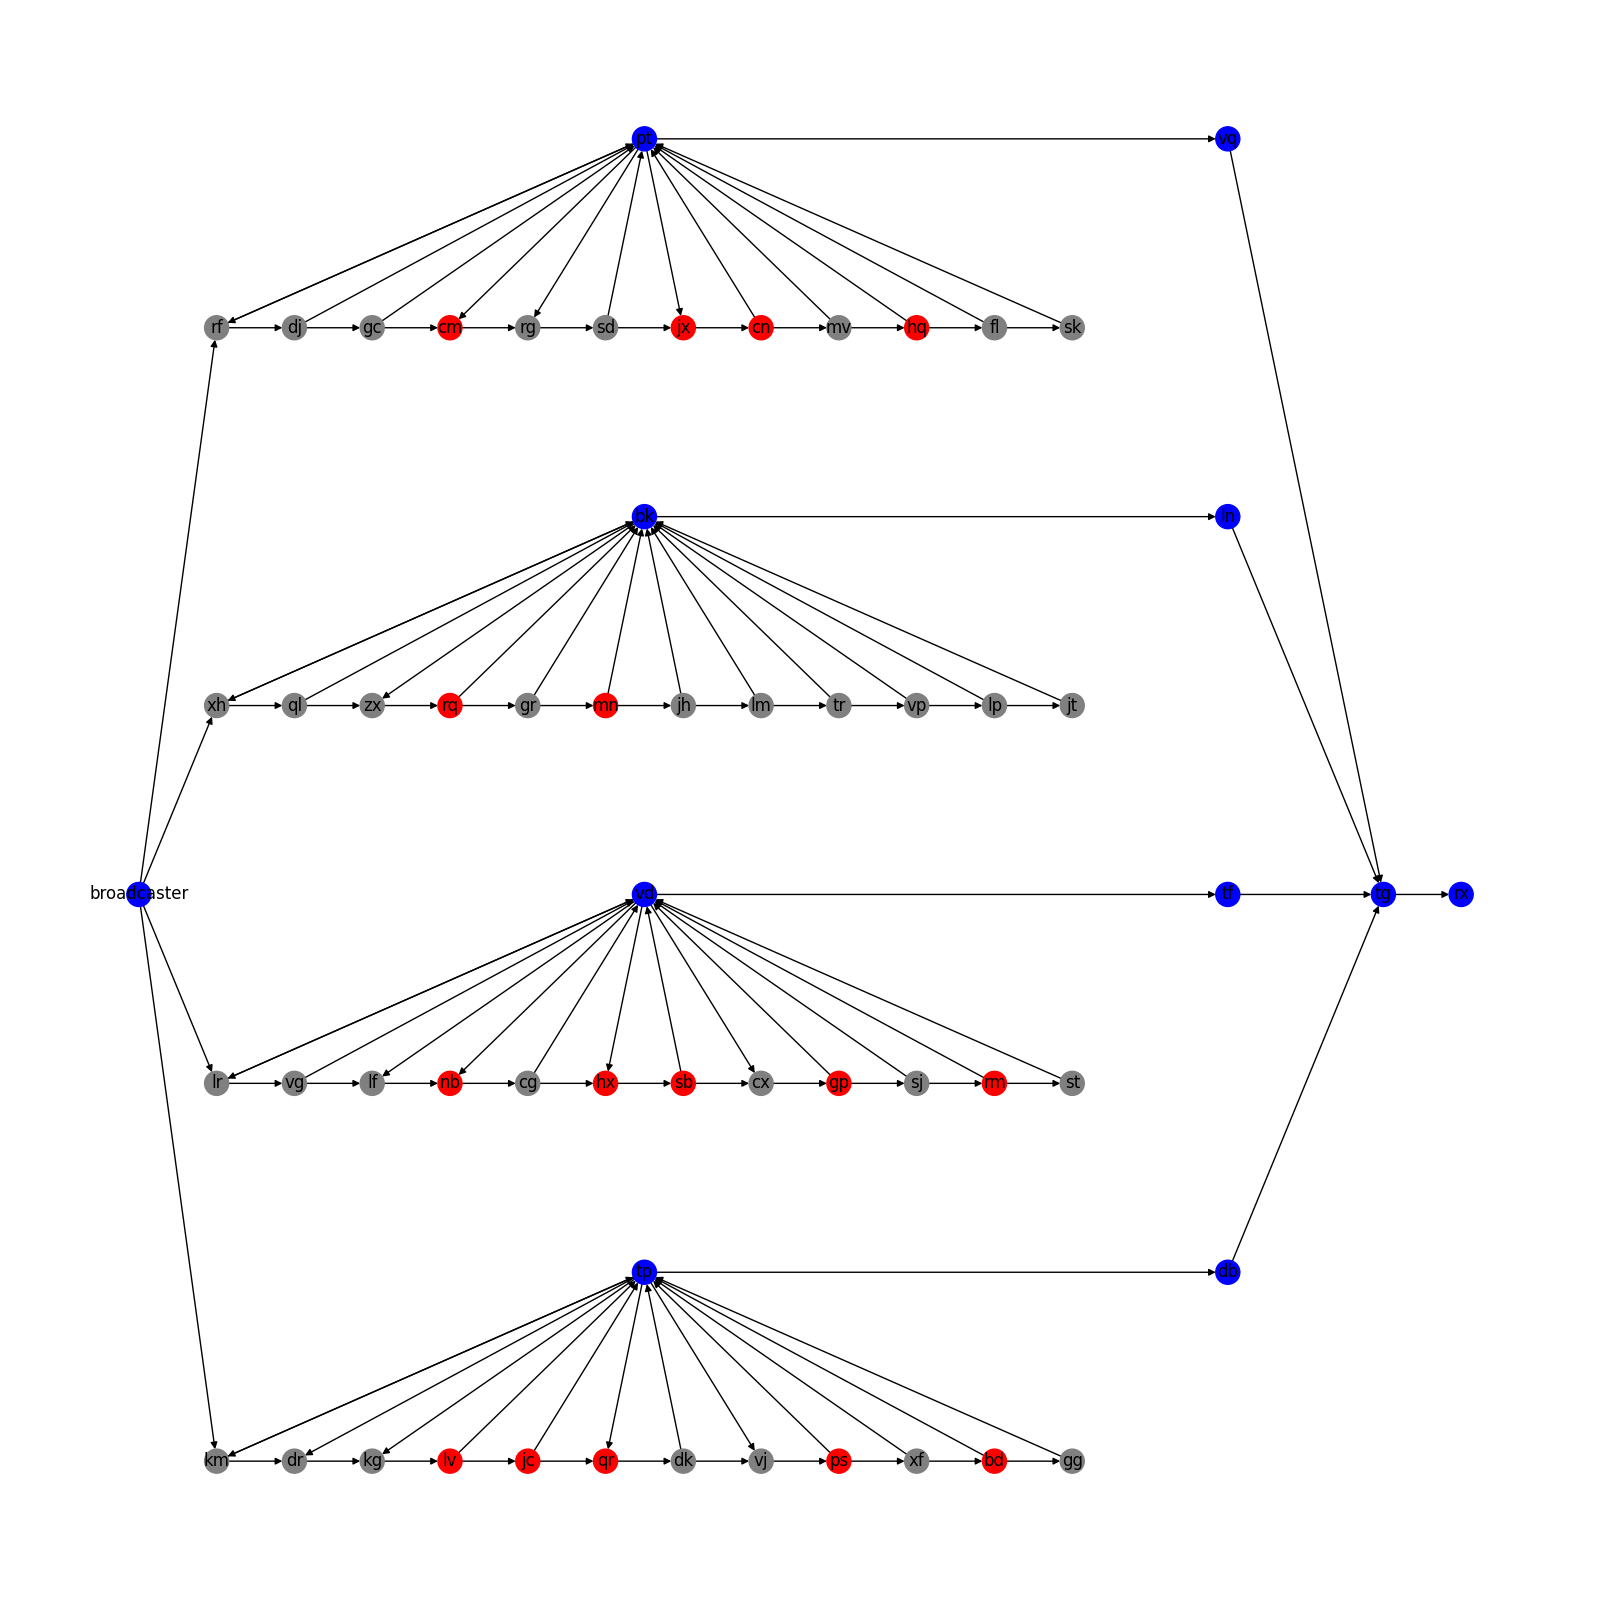 pt vq
rf dj gc cm rg sd jx cn mv hq fl sk
bk ln
xh ql zx rq gr mn jh lm tr vp lp jt
broadcaster vd tf tg rx
lr vg lf nb cg hx sb cx gp sj rm st
tp db
km dr kg lv jc qr dk vj ps xf bd gg